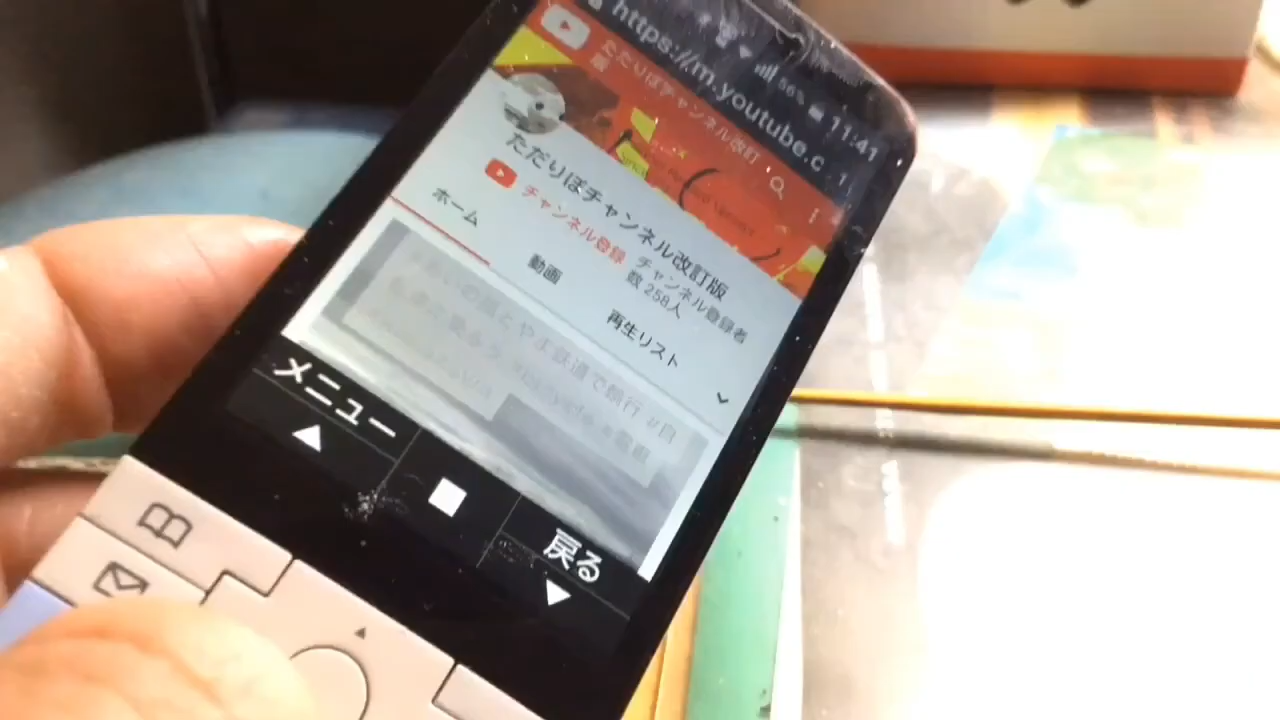 56% 11:41
https://m.youtube.c
ただりぽチャンネル改訂
版
ただりぽチャンネル改訂版
チャンネル登録
チャンネル登録者
数 258人
ホーム
動画
再生リスト
メニュー
戻る